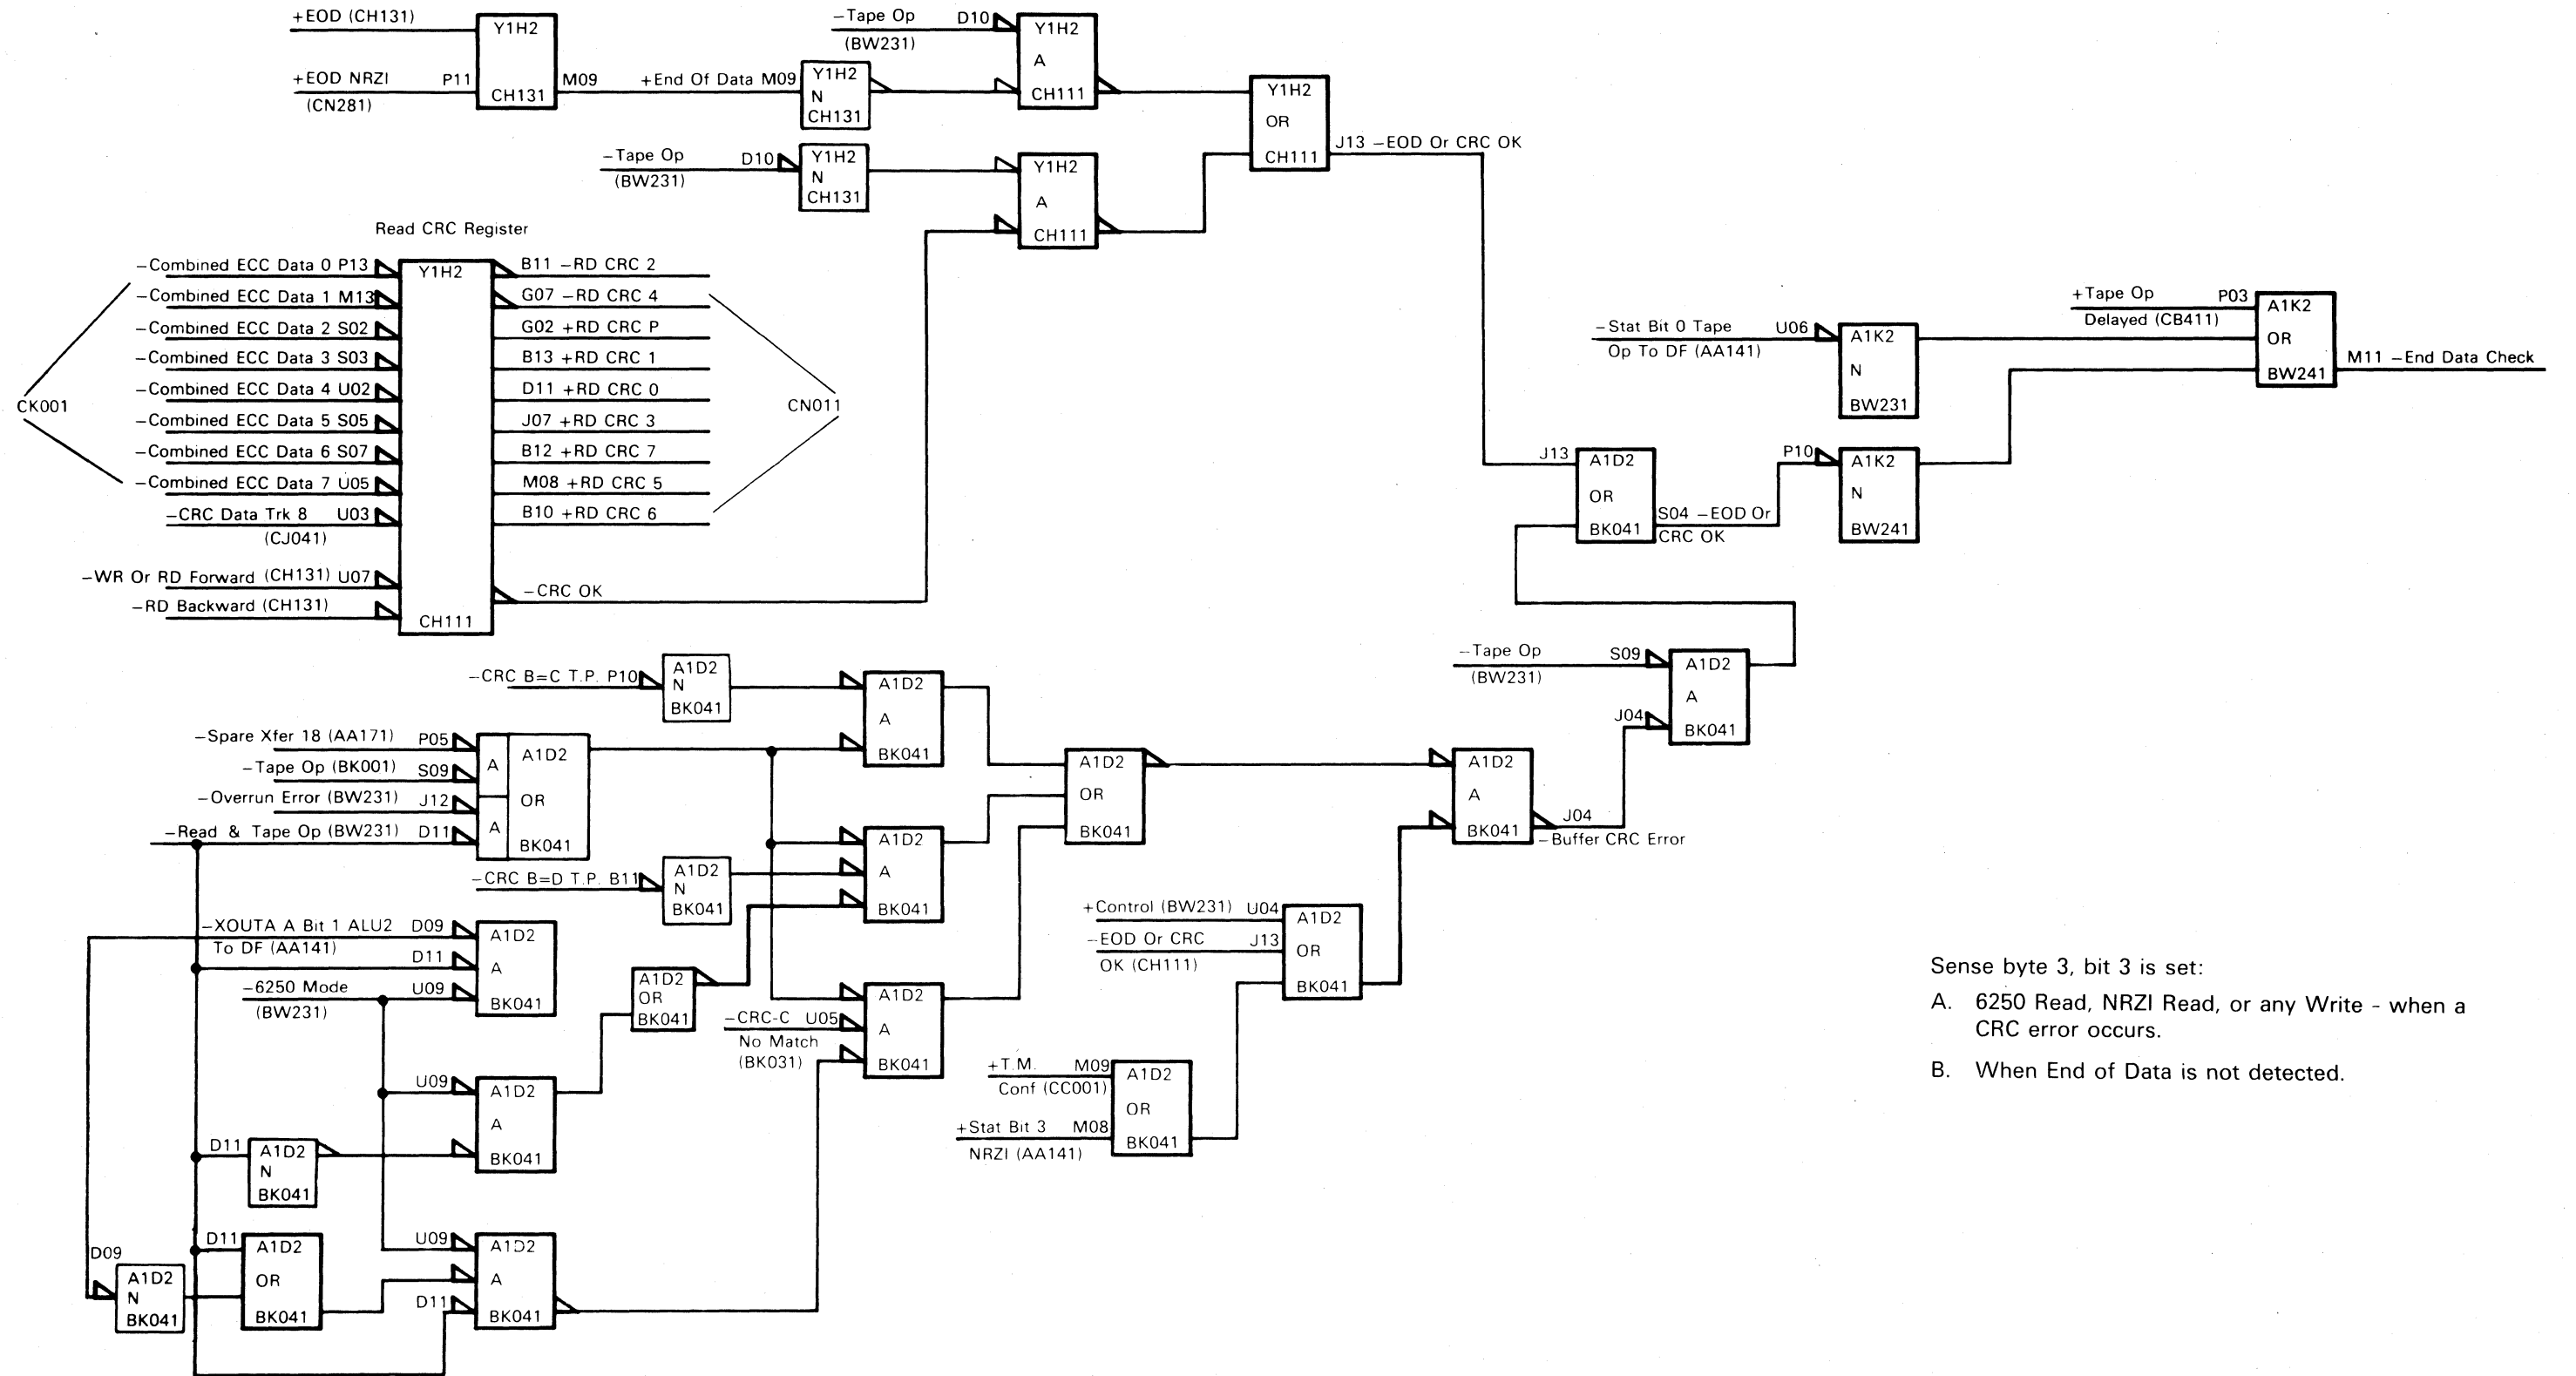 +EOD (CH131)
Y1H2
+EOD NRZI P11
(CN281)
CH131
M09
+End Of Data M09
Y1H2
N
CH131
−Tape Op D10
(BW231)
Y1H2
A
CH111
−Tape Op D10
(BW231)
Y1H2
N
CH131
Y1H2
A
CH111
Y1H2
OR
CH111
J13 −EOD Or CRC OK
Read CRC Register
−Combined ECC Data 0 P13
−Combined ECC Data 1 M13
−Combined ECC Data 2 S02
−Combined ECC Data 3 S03
−Combined ECC Data 4 U02
−Combined ECC Data 5 S05
−Combined ECC Data 6 S07
−Combined ECC Data 7 U05
CK001
−CRC Data Trk 8 U03
(CJ041)
−WR Or RD Forward (CH131) U07
−RD Backward (CH131)
Y1H2
CH111
B11 −RD CRC 2
G07 −RD CRC 4
G02 +RD CRC P
B13 +RD CRC 1
D11 +RD CRC 0
J07 +RD CRC 3
B12 +RD CRC 7
M08 +RD CRC 5
B10 +RD CRC 6
CN011
−CRC OK
+Tape Op P03
Delayed (CB411)
−Stat Bit 0 Tape U06
Op To DF (AA141)
A1K2
N
BW231
A1K2
OR
BW241
M11 −End Data Check
J13
A1D2
OR
BK041
S04 −EOD Or
CRC OK
P10
A1K2
N
BW241
−Tape Op S09
(BW231)
J04
A1D2
A
BK041
−CRC B=C T.P. P10
A1D2
N
BK041
A1D2
A
BK041
−Spare Xfer 18 (AA171) P05
−Tape Op (BK001) S09
−Overrun Error (BW231) J12
−Read & Tape Op (BW231) D11
A
A
A1D2
OR
BK041
−CRC B=D T.P. B11
A1D2
N
BK041
A1D2
A
BK041
A1D2
OR
BK041
A1D2
A
BK041
J04
−Buffer CRC Error
−XOUTA A Bit 1 ALU2 D09
To DF (AA141)
D11
−6250 Mode U09
(BW231)
A1D2
A
BK041
A1D2
OR
BK041
−CRC-C U05
No Match
(BK031)
A1D2
A
BK041
+Control (BW231) U04
−EOD Or CRC J13
OK (CH111)
A1D2
OR
BK041
+T.M. M09
Conf (CC001)
+Stat Bit 3 M08
NRZI (AA141)
A1D2
OR
BK041
U09
A1D2
A
BK041
D11
A1D2
N
BK041
D09
A1D2
N
BK041
D11
A1D2
OR
BK041
U09
D11
A1D2
A
BK041
Sense byte 3, bit 3 is set:
A. 6250 Read, NRZI Read, or any Write - when a
CRC error occurs.
B. When End of Data is not detected.